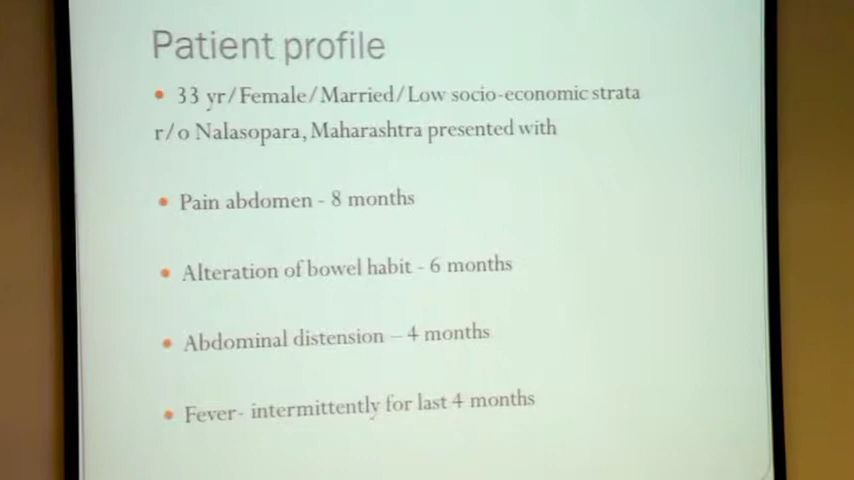 Patient profile
• 33 yr/Female/Married/Low socio-economic strata
r/o Nalasopara, Maharashtra presented with
• Pain abdomen - 8 months
• Alteration of bowel habit - 6 months
• Abdominal distension – 4 months
• Fever- intermittently for last 4 months